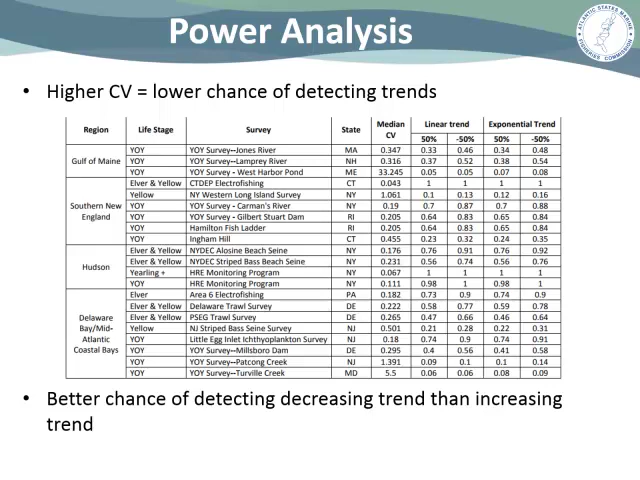 Power Analysis
ATLANTIC STATES MARINE FISHERIES COMMISSION
• Higher CV = lower chance of detecting trends
Region Life Stage Survey State Median CV Linear trend Exponential Trend
50% -50% 50% -50%
Gulf of Maine
YOY YOY Survey--Jones River MA 0.347 0.33 0.46 0.34 0.48
YOY YOY Survey--Lamprey River NH 0.316 0.37 0.52 0.38 0.54
YOY YOY Survey - West Harbor Pond ME 33.245 0.05 0.05 0.07 0.08
Southern New England
Elver & Yellow CTDEP Electrofishing CT 0.043 1 1 1 1
Yellow NY Western Long Island Survey NY 1.061 0.1 0.13 0.12 0.16
YOY YOY Survey - Carman's River NY 0.19 0.7 0.87 0.7 0.88
YOY YOY Survey - Gilbert Stuart Dam RI 0.205 0.64 0.83 0.65 0.84
YOY Hamilton Fish Ladder RI 0.205 0.64 0.83 0.65 0.84
YOY Ingham Hill CT 0.455 0.23 0.32 0.24 0.35
Hudson
Elver & Yellow NYDEC Alosine Beach Seine NY 0.176 0.76 0.91 0.76 0.92
Elver & Yellow NYDEC Striped Bass Beach Seine NY 0.231 0.56 0.74 0.56 0.76
Yearling + HRE Monitoring Program NY 0.067 1 1 1 1
YOY HRE Monitoring Program NY 0.111 0.98 1 0.98 1
Delaware Bay/Mid-Atlantic Coastal Bays
Elver Area 6 Electrofishing PA 0.182 0.73 0.9 0.74 0.9
Elver & Yellow Delaware Trawl Survey DE 0.222 0.58 0.77 0.59 0.78
Elver & Yellow PSEG Trawl Survey DE 0.265 0.47 0.66 0.46 0.64
Yellow NJ Striped Bass Seine Survey NJ 0.501 0.21 0.28 0.22 0.31
YOY Little Egg Inlet Ichthyoplankton Survey NJ 0.18 0.74 0.9 0.74 0.91
YOY YOY Survey--Millsboro Dam DE 0.295 0.4 0.56 0.41 0.58
YOY YOY Survey--Patcong Creek NJ 1.391 0.09 0.1 0.1 0.14
YOY YOY Survey--Turville Creek MD 5.5 0.06 0.06 0.08 0.09
• Better chance of detecting decreasing trend than increasing
trend